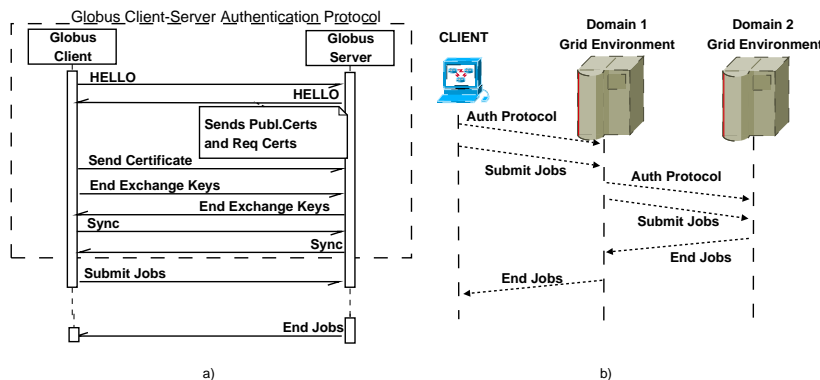 Globus Client-Server Authentication Protocol
Globus
Client
Globus
Server
HELLO
HELLO
Sends Publ.Certs
and Req Certs
Send Certificate
End Exchange Keys
End Exchange Keys
Sync
Sync
Submit Jobs
End Jobs
a)
CLIENT
Domain 1
Grid Environment
Domain 2
Grid Environment
Auth Protocol
Submit Jobs
Auth Protocol
Submit Jobs
End Jobs
End Jobs
b)